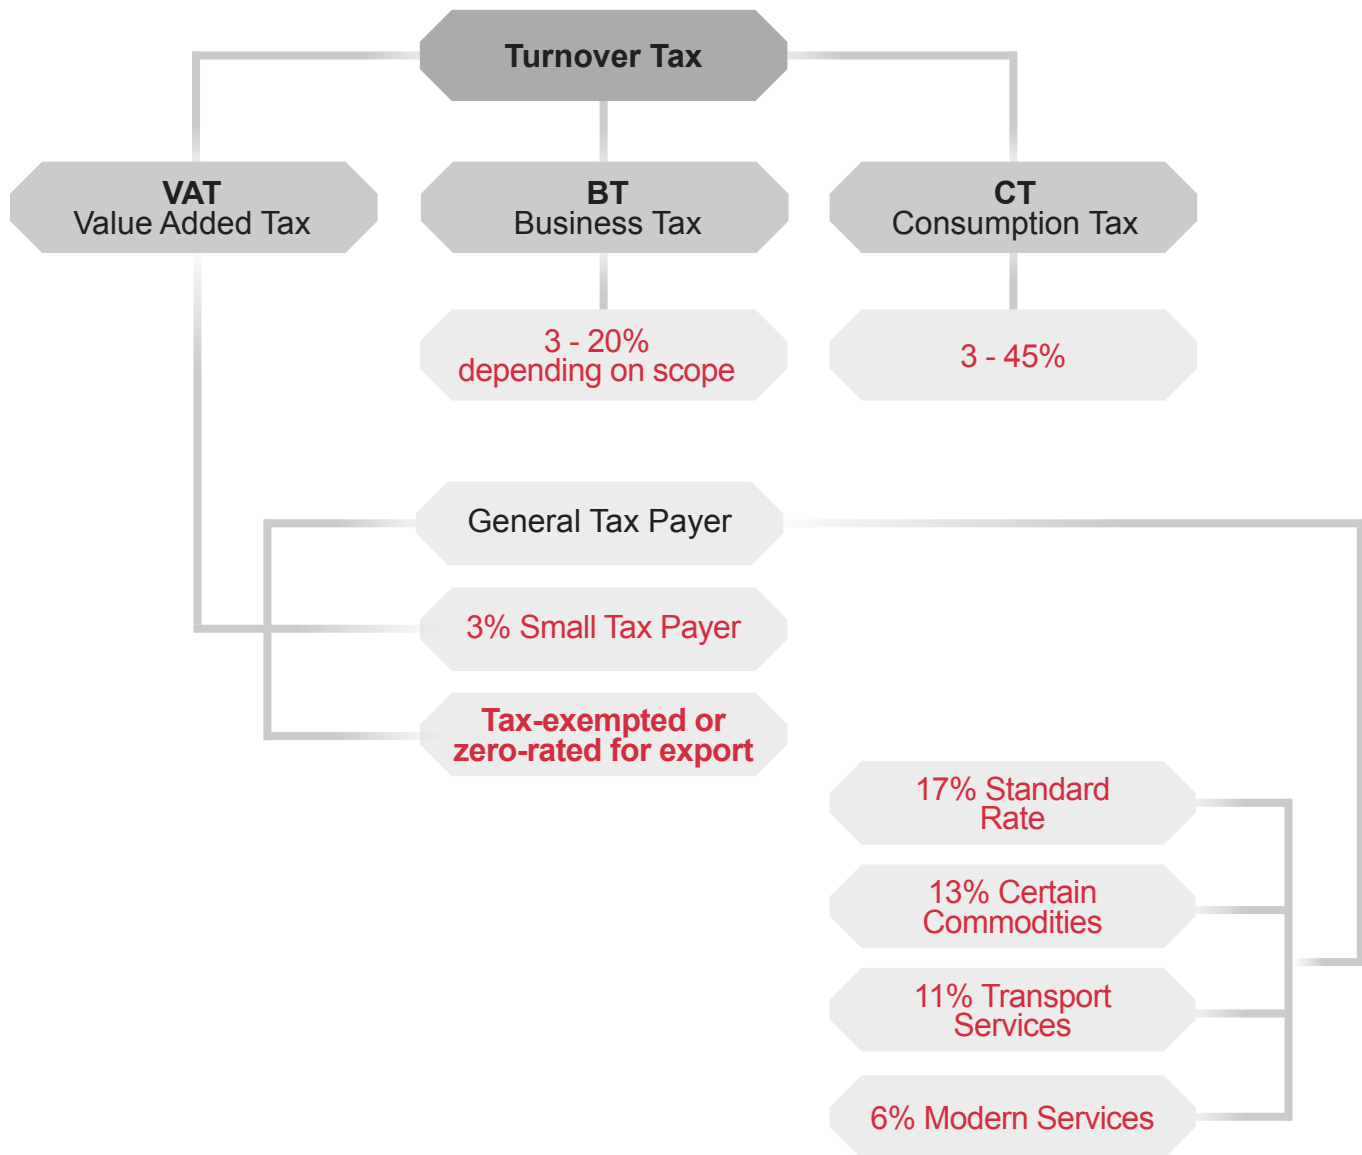 Turnover Tax
VAT
Value Added Tax
BT
Business Tax
CT
Consumption Tax
3 - 20%
depending on scope
3 - 45%
General Tax Payer
3% Small Tax Payer
Tax-exempted or
zero-rated for export
17% Standard
Rate
13% Certain
Commodities
11% Transport
Services
6% Modern Services